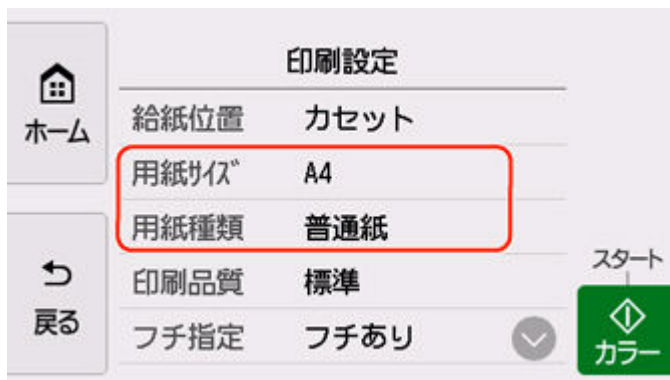 印刷設定
ホーム
給紙位置 カセット
用紙サイズ A4
用紙種類 普通紙
印刷品質 標準
フチ指定 フチあり
戻る
スタート
カラー